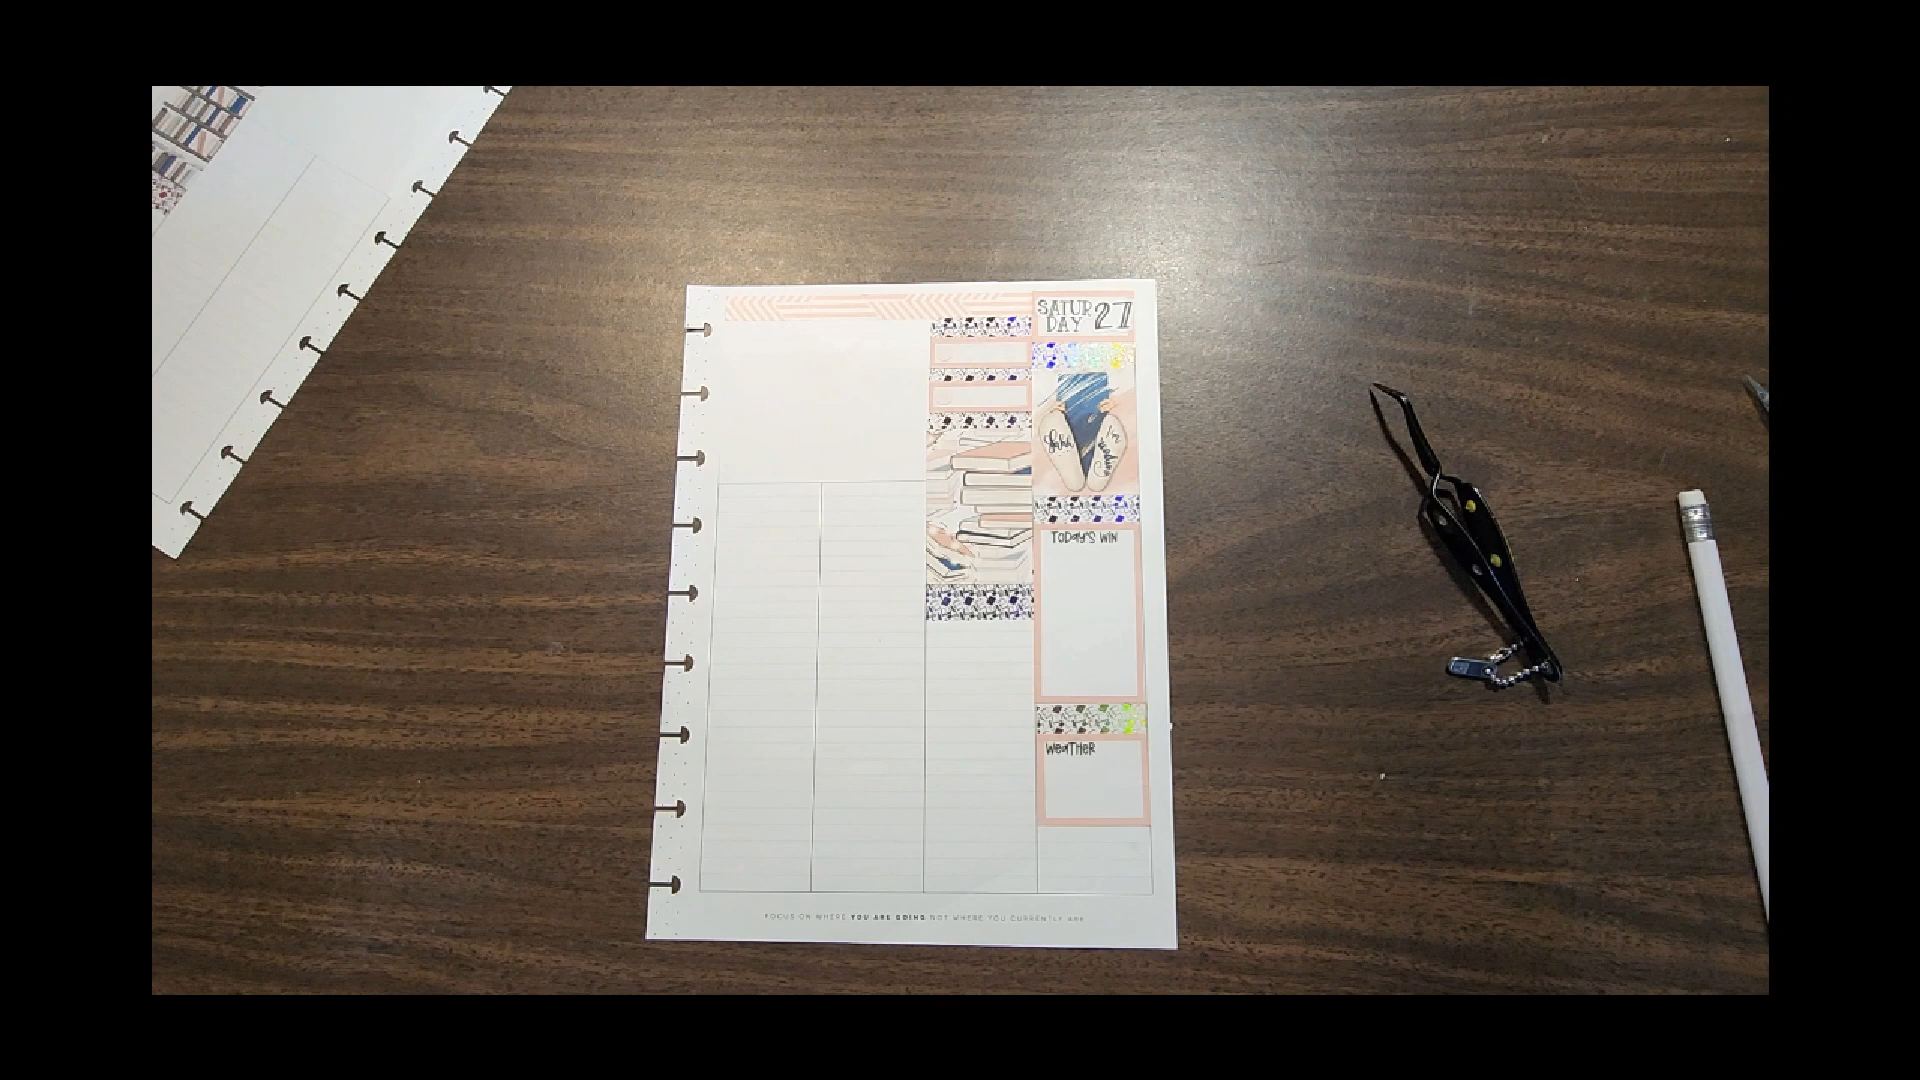 SATUR
DAY 27
TODAY'S WIN
WEATHER
FOCUS ON WHERE YOU ARE GOING NOT WHERE YOU CURRENTLY ARE